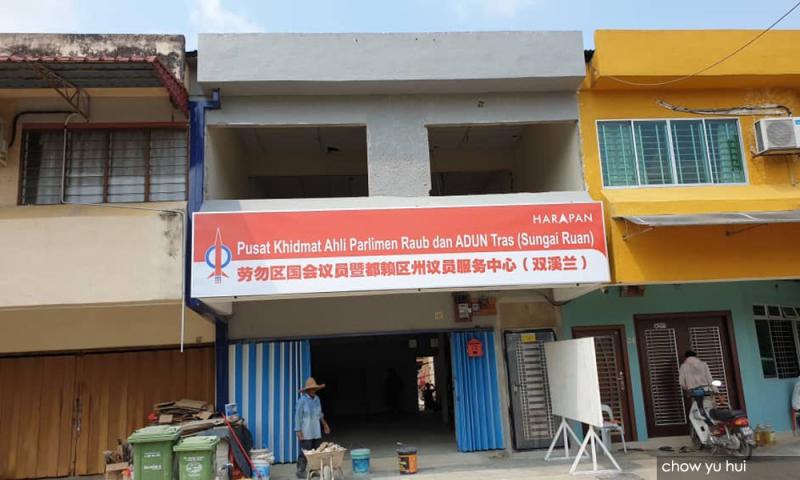 HARAPAN
Pusat Khidmat Ahli Parlimen Raub dan ADUN Tras (Sungai Ruan)
劳勿区国会议员暨都赖区州议员服务中心（双溪兰）
chow yu hui